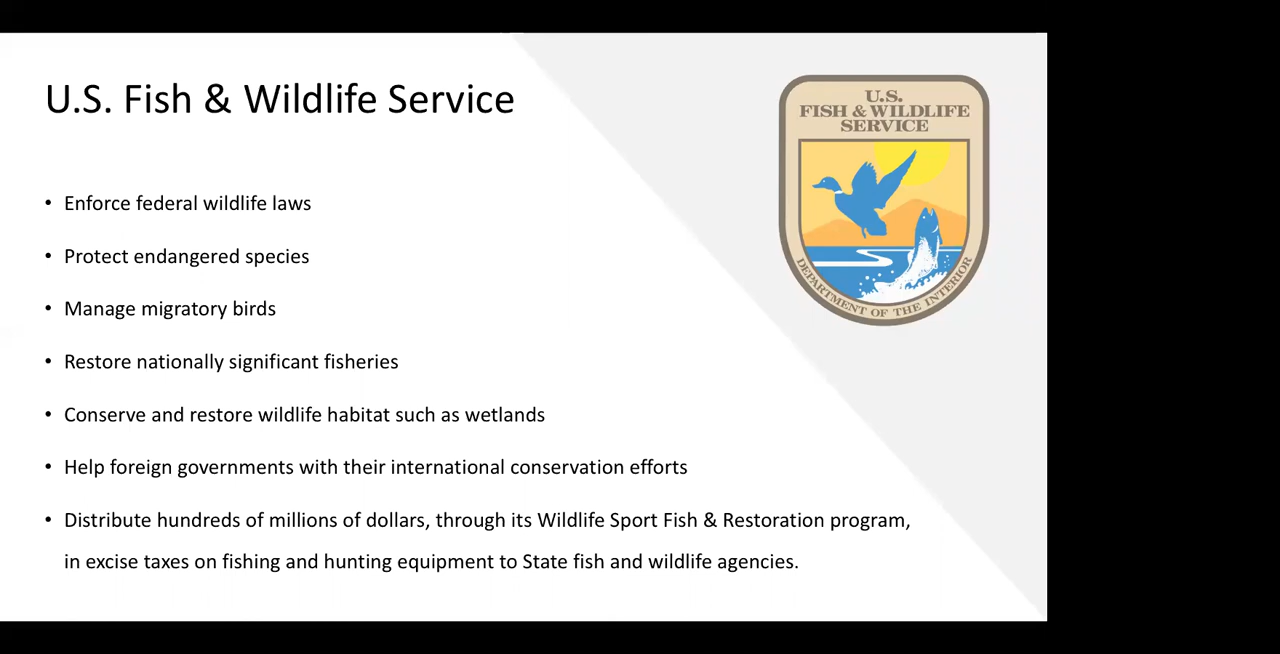 U.S. Fish & Wildlife Service
U.S.
FISH & WILDLIFE
SERVICE
DEPARTMENT OF THE INTERIOR
• Enforce federal wildlife laws
• Protect endangered species
• Manage migratory birds
• Restore nationally significant fisheries
• Conserve and restore wildlife habitat such as wetlands
• Help foreign governments with their international conservation efforts
• Distribute hundreds of millions of dollars, through its Wildlife Sport Fish & Restoration program,
in excise taxes on fishing and hunting equipment to State fish and wildlife agencies.